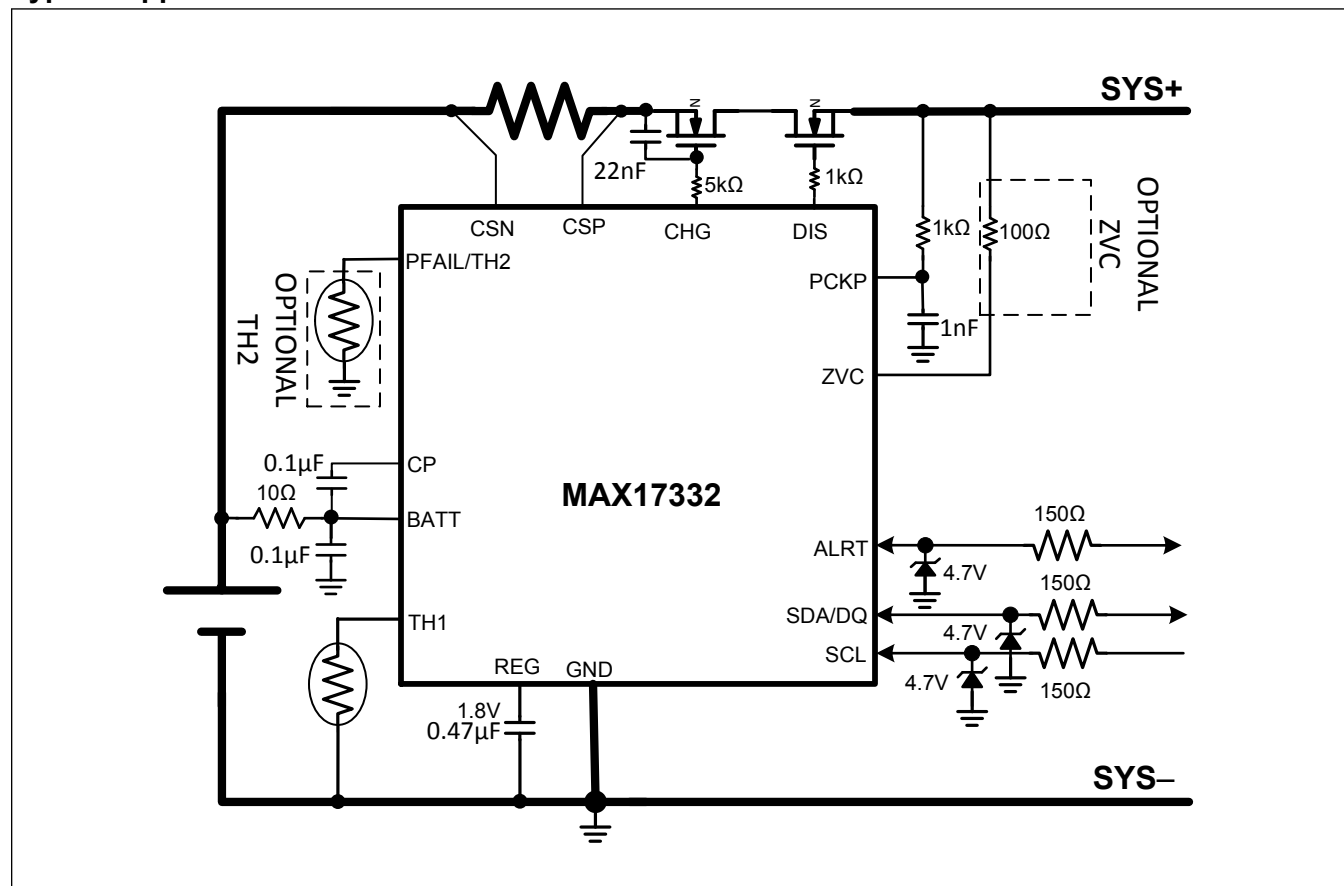 SYS+
N
N
22nF
5kΩ
1kΩ
CSN
CSP
CHG
DIS
1kΩ
100Ω
OPTIONAL
ZVC
PFAIL/TH2
PCKP
OPTIONAL
TH2
1nF
ZVC
CP
0.1µF
10Ω
MAX17332
BATT
0.1µF
150Ω
ALRT
4.7V
150Ω
SDA/DQ
4.7V
TH1
SCL
4.7V
150Ω
REG
GND
1.8V
0.47µF
SYS–